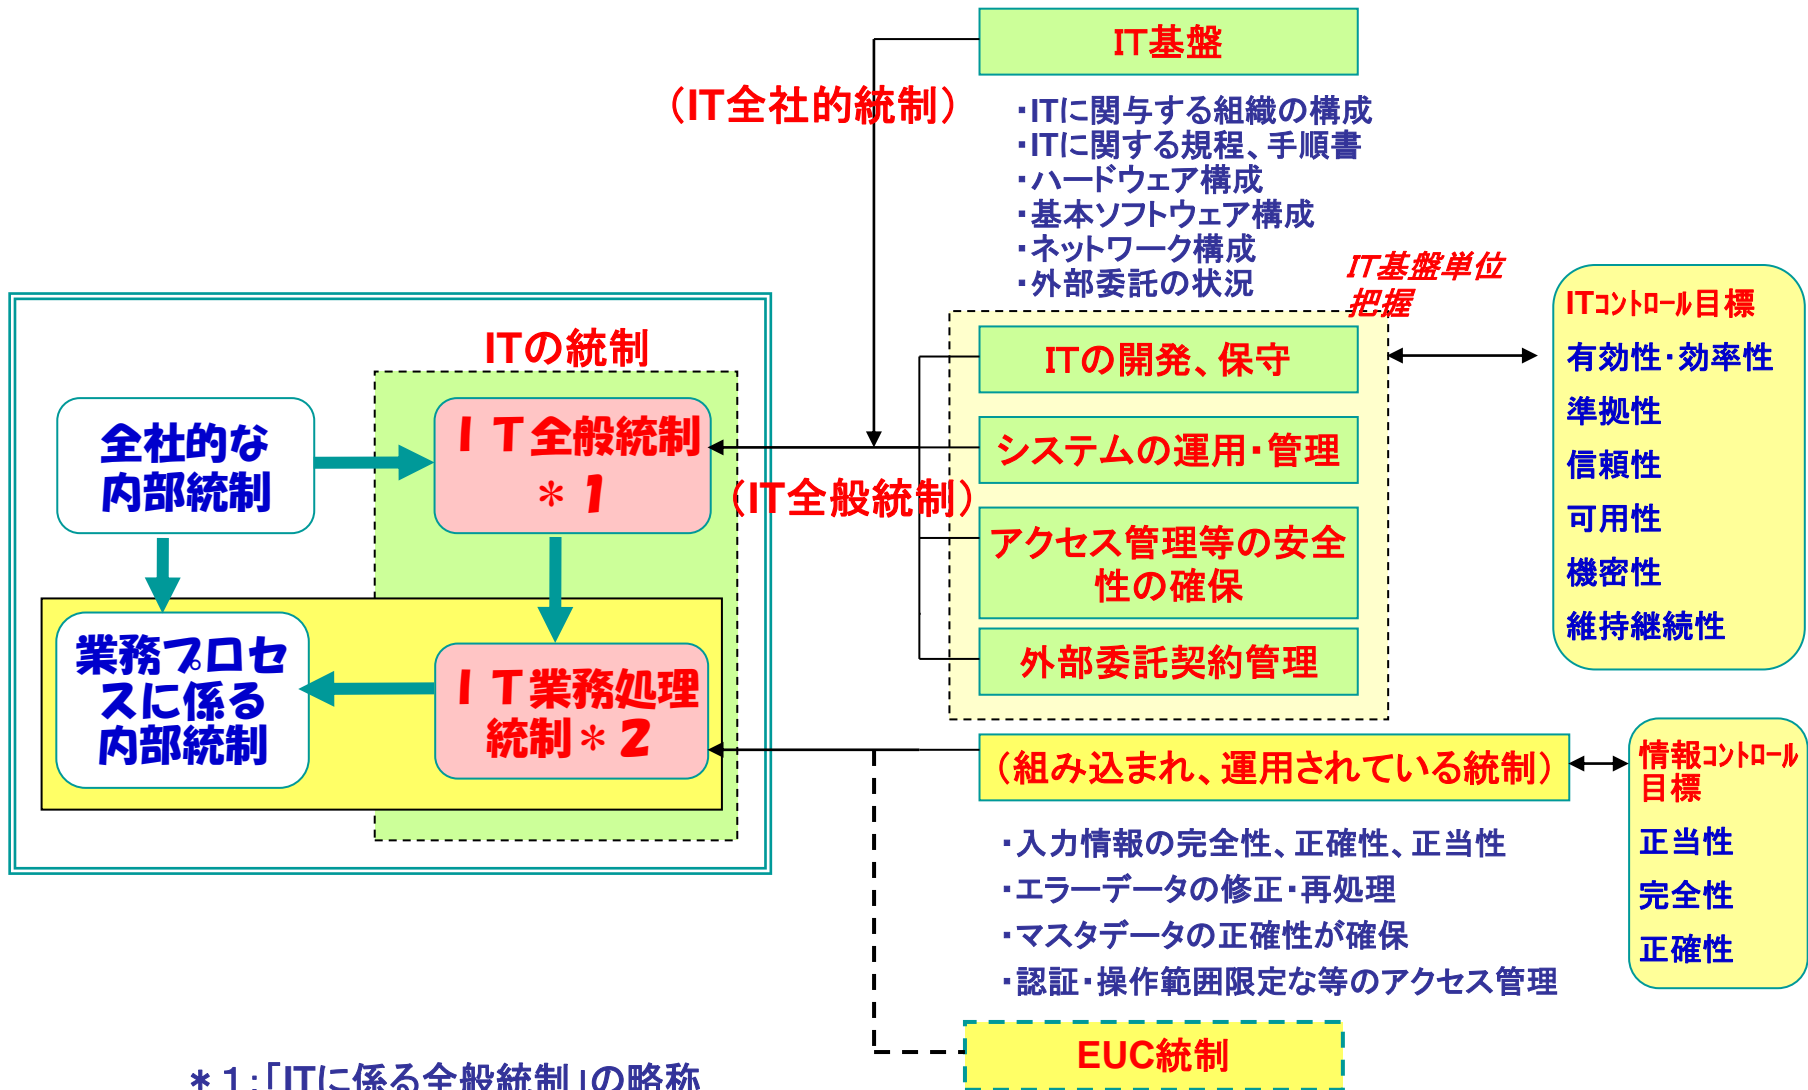 IT基盤
(IT全社的統制)
・ITに関与する組織の構成
・ITに関する規程、手順書
・ハードウェア構成
・基本ソフトウェア構成
・ネットワーク構成
・外部委託の状況
IT基盤単位
把握
ITの統制
全社的な
内部統制
IT全般統制
*1
(IT全般統制)
業務プロセ
スに係る
内部統制
IT業務処理
統制*2
ITの開発、保守
システムの運用・管理
アクセス管理等の安全
性の確保
外部委託契約管理
ITコントロール目標
有効性・効率性
準拠性
信頼性
可用性
機密性
維持継続性
(組み込まれ、運用されている統制)
・入力情報の完全性、正確性、正当性
・エラーデータの修正・再処理
・マスタデータの正確性が確保
・認証・操作範囲限定な等のアクセス管理
情報コントロール
目標
正当性
完全性
正確性
EUC統制
*1:「ITに係る全般統制」の略称